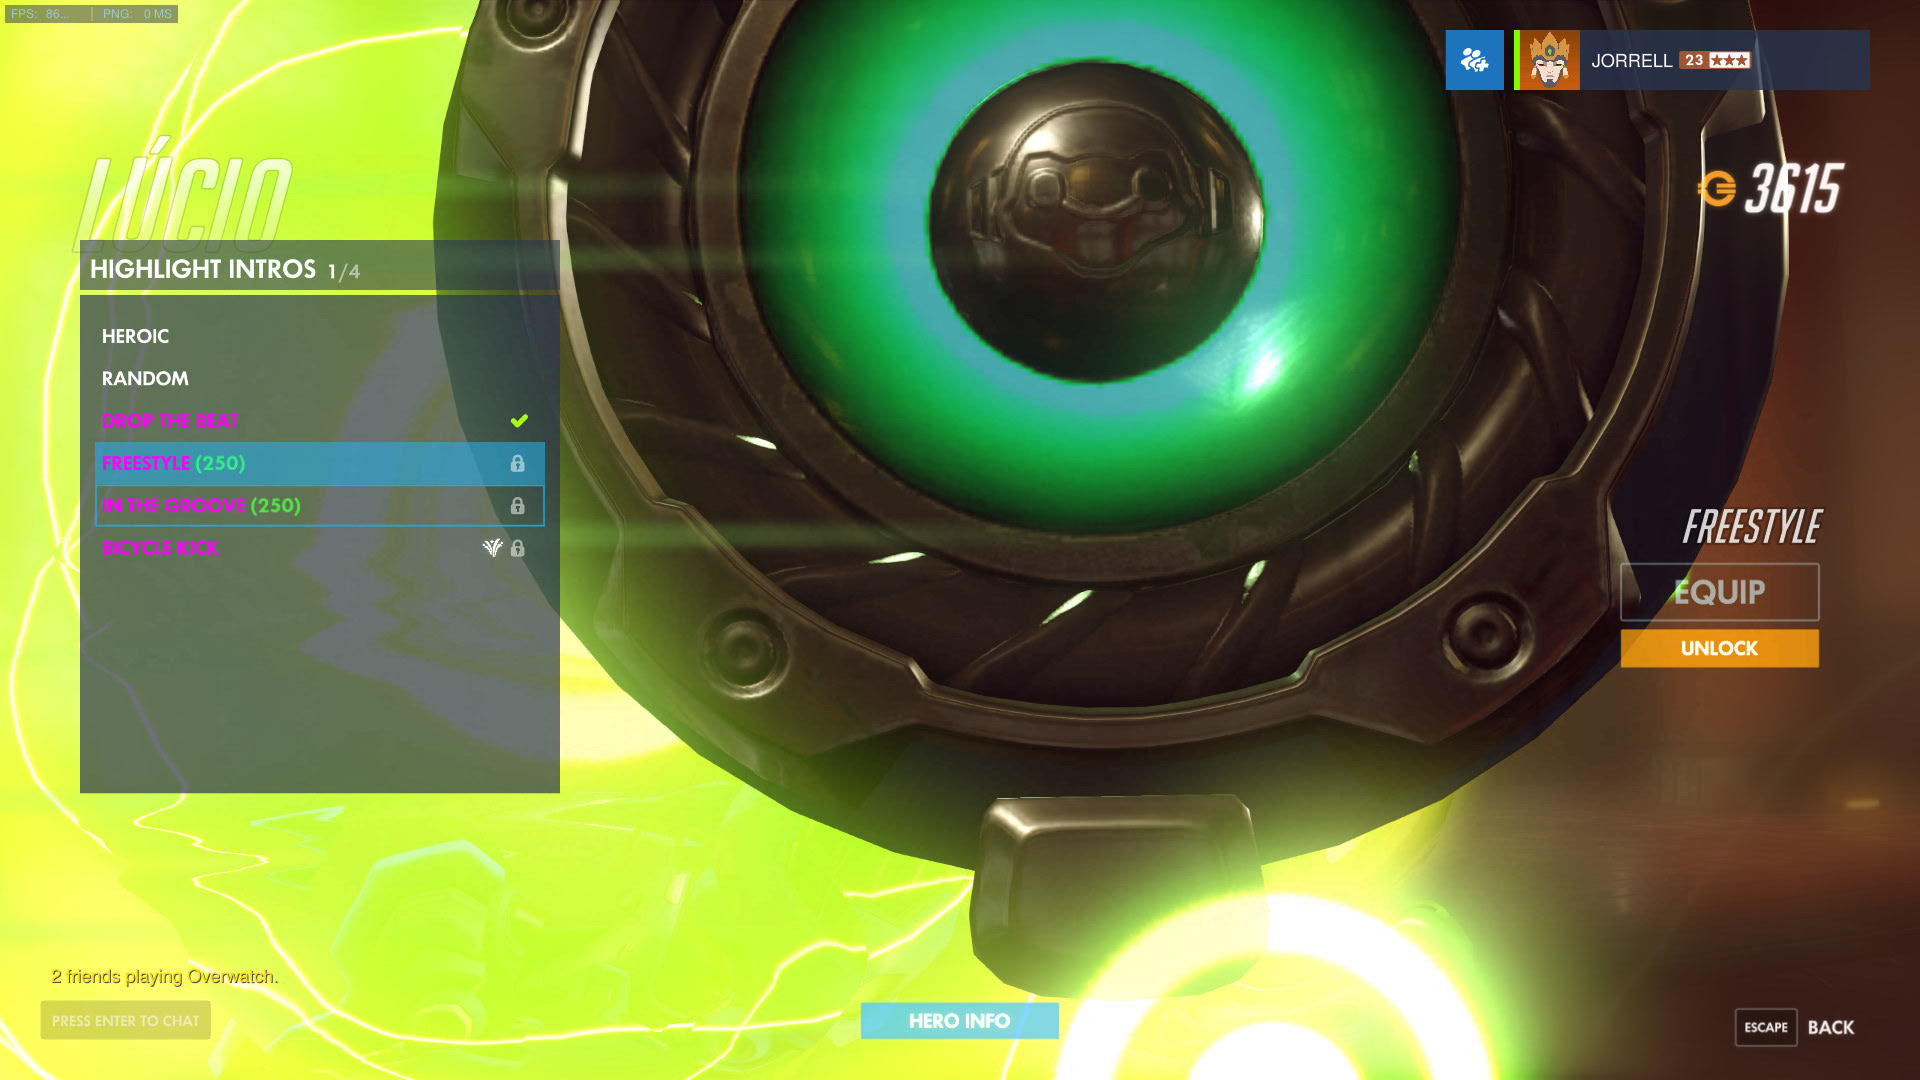 FPS: 86... | PNG: 0 MS
JORRELL 23
3615
LÚCIO
HIGHLIGHT INTROS 1/4
HEROIC
RANDOM
DROP THE BEAT
FREESTYLE (250)
IN THE GROOVE (250)
BICYCLE KICK
FREESTYLE
EQUIP
UNLOCK
2 friends playing Overwatch.
PRESS ENTER TO CHAT
HERO INFO
ESCAPE BACK